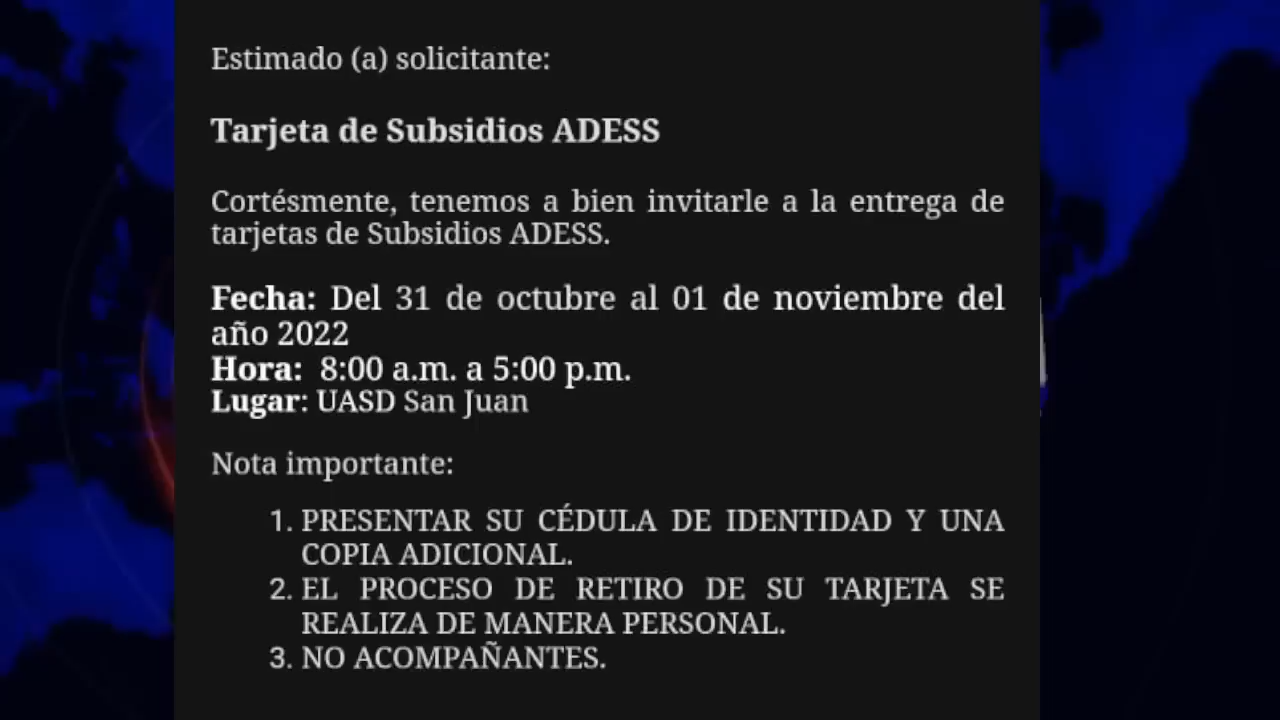 Estimado (a) solicitante:
Tarjeta de Subsidios ADESS
Cortésmente, tenemos a bien invitarle a la entrega de
tarjetas de Subsidios ADESS.
Fecha: Del 31 de octubre al 01 de noviembre del
año 2022
Hora: 8:00 a.m. a 5:00 p.m.
Lugar: UASD San Juan
Nota importante:
1. PRESENTAR SU CÉDULA DE IDENTIDAD Y UNA
COPIA ADICIONAL.
2. EL PROCESO DE RETIRO DE SU TARJETA SE
REALIZA DE MANERA PERSONAL.
3. NO ACOMPAÑANTES.